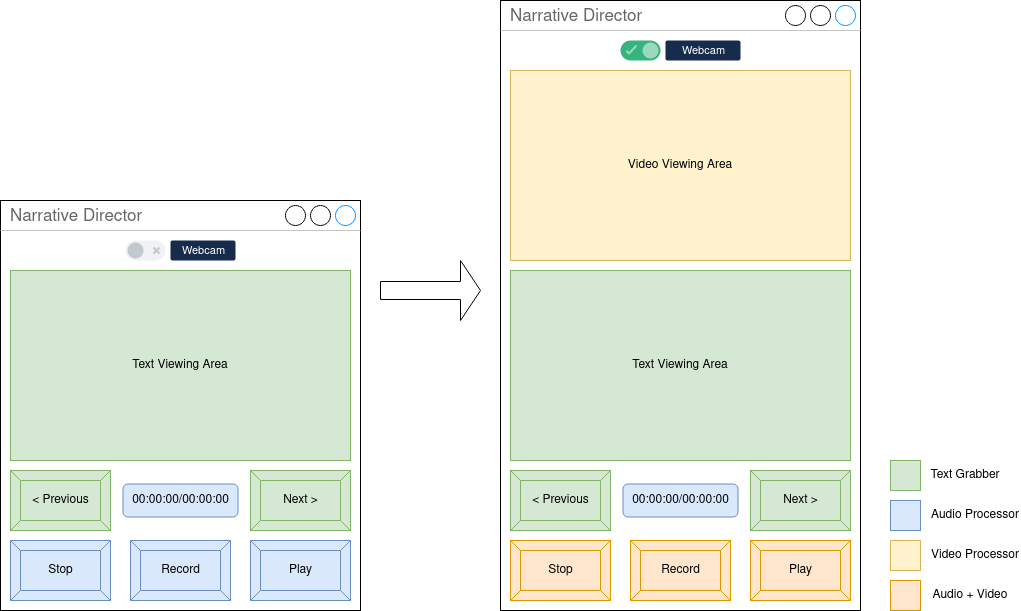 Narrative Director
Webcam
Text Viewing Area
< Previous
00:00:00/00:00:00
Next >
Stop
Record
Play
Narrative Director
Webcam
Video Viewing Area
Text Viewing Area
< Previous
00:00:00/00:00:00
Next >
Stop
Record
Play
Text Grabber
Audio Processor
Video Processor
Audio + Video